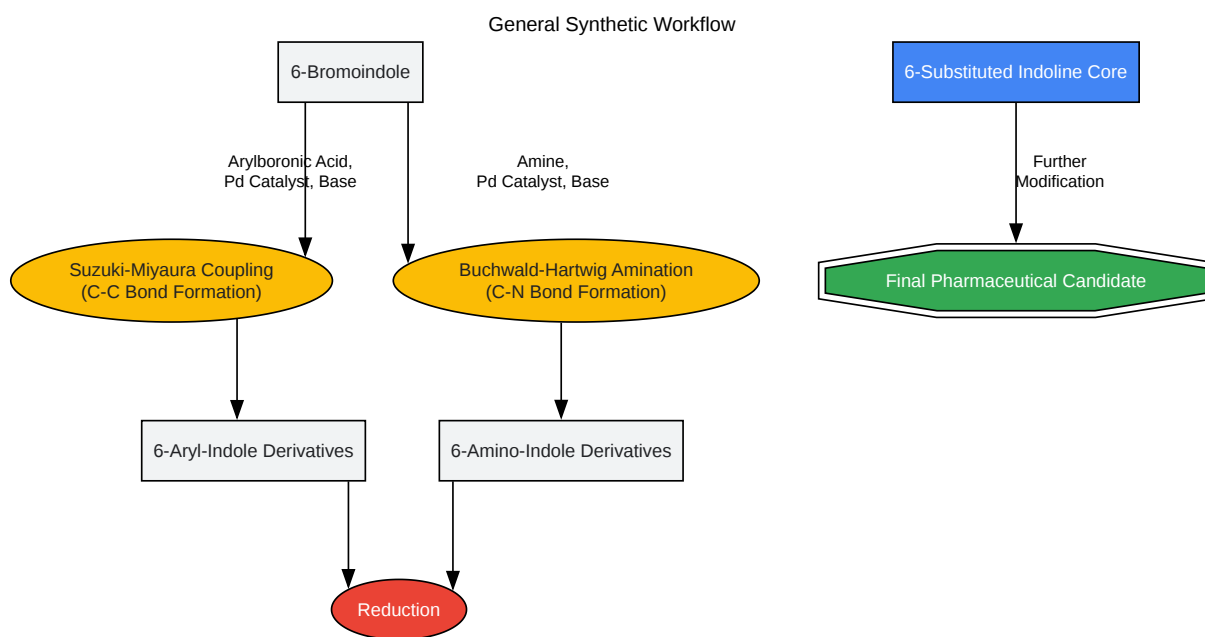 General Synthetic Workflow
6-Bromoindole
6-Substituted Indoline Core
Arylboronic Acid,
Pd Catalyst, Base
Amine,
Pd Catalyst, Base
Further
Modification
Suzuki-Miyaura Coupling
(C-C Bond Formation)
Buchwald-Hartwig Amination
(C-N Bond Formation)
Final Pharmaceutical Candidate
6-Aryl-Indole Derivatives
6-Amino-Indole Derivatives
Reduction